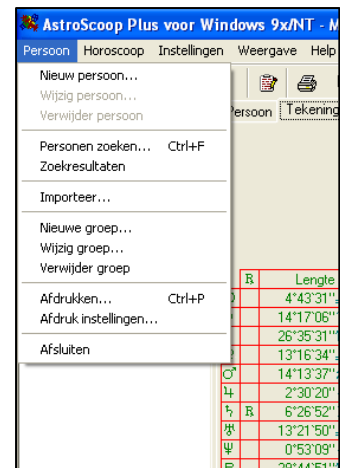 AstroScoop Plus voor Windows 9x/NT - M
Persoon Horoscoop Instellingen Weergave Help
Nieuw persoon...
Wijzig persoon...
Verwijder persoon
Personen zoeken... Ctrl+F
Zoekresultaten
Importeer...
Nieuwe groep...
Wijzig groep...
Verwijder groep
Afdrukken... Ctrl+P
Afdruk instellingen...
Afsluiten
Persoon Tekening
R Lengte
4°43'31"
14°17'06"
26°35'31"
13°16'34"
♂ 14°13'37"
♃ 2°30'20"
♄ R 6°26'52"
♅ 13°21'50"
♆ 0°53'09"